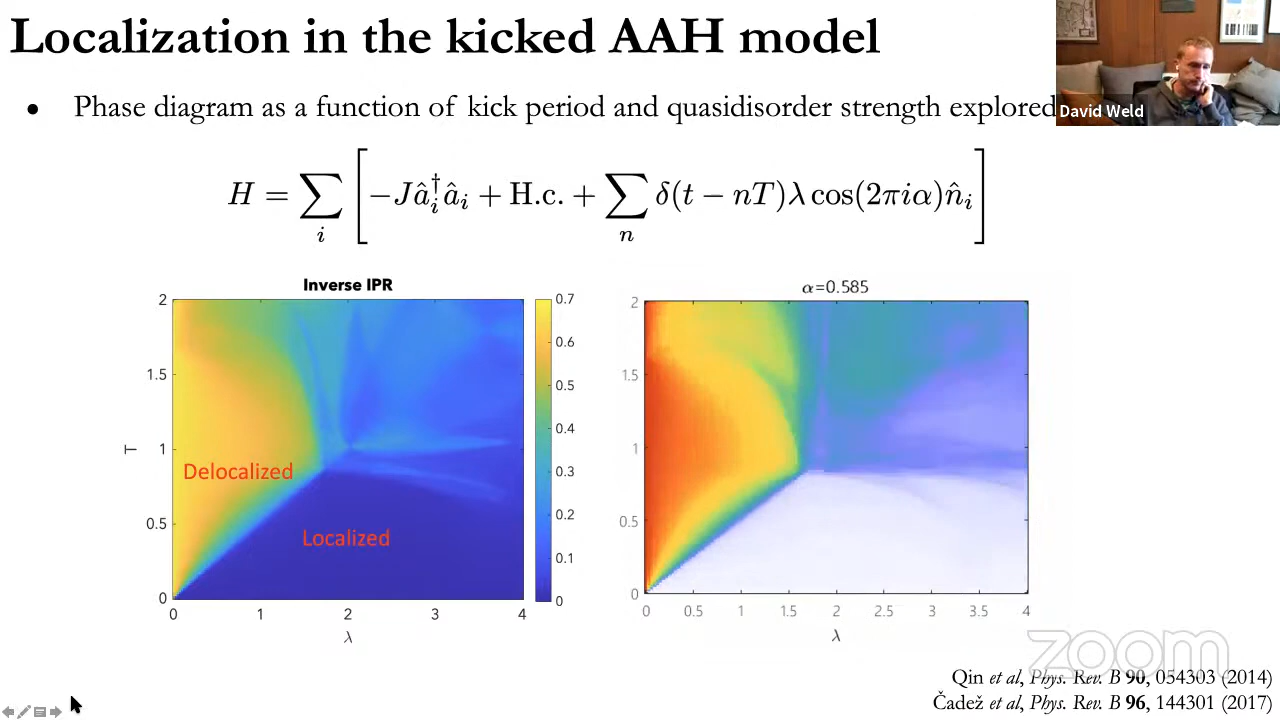 Localization in the kicked AAH model
David Weld
• Phase diagram as a function of kick period and quasidisorder strength explored
H = ∑_i [ −Jâ_i^†â_i + H.c. + ∑_n δ(t − nT)λ cos(2πiα)n̂_i ]
Inverse IPR
2
1.5
1
0.5
0
T
0 1 2 3 4
λ
Delocalized
Localized
0.7
0.6
0.5
0.4
0.3
0.2
0.1
0
α=0.585
2
1.5
1
0.5
0
0 0.5 1 1.5 2 2.5 3 3.5 4
λ
zoom
Qin et al, Phys. Rev. B 90, 054303 (2014)
Čadež et al, Phys. Rev. B 96, 144301 (2017)